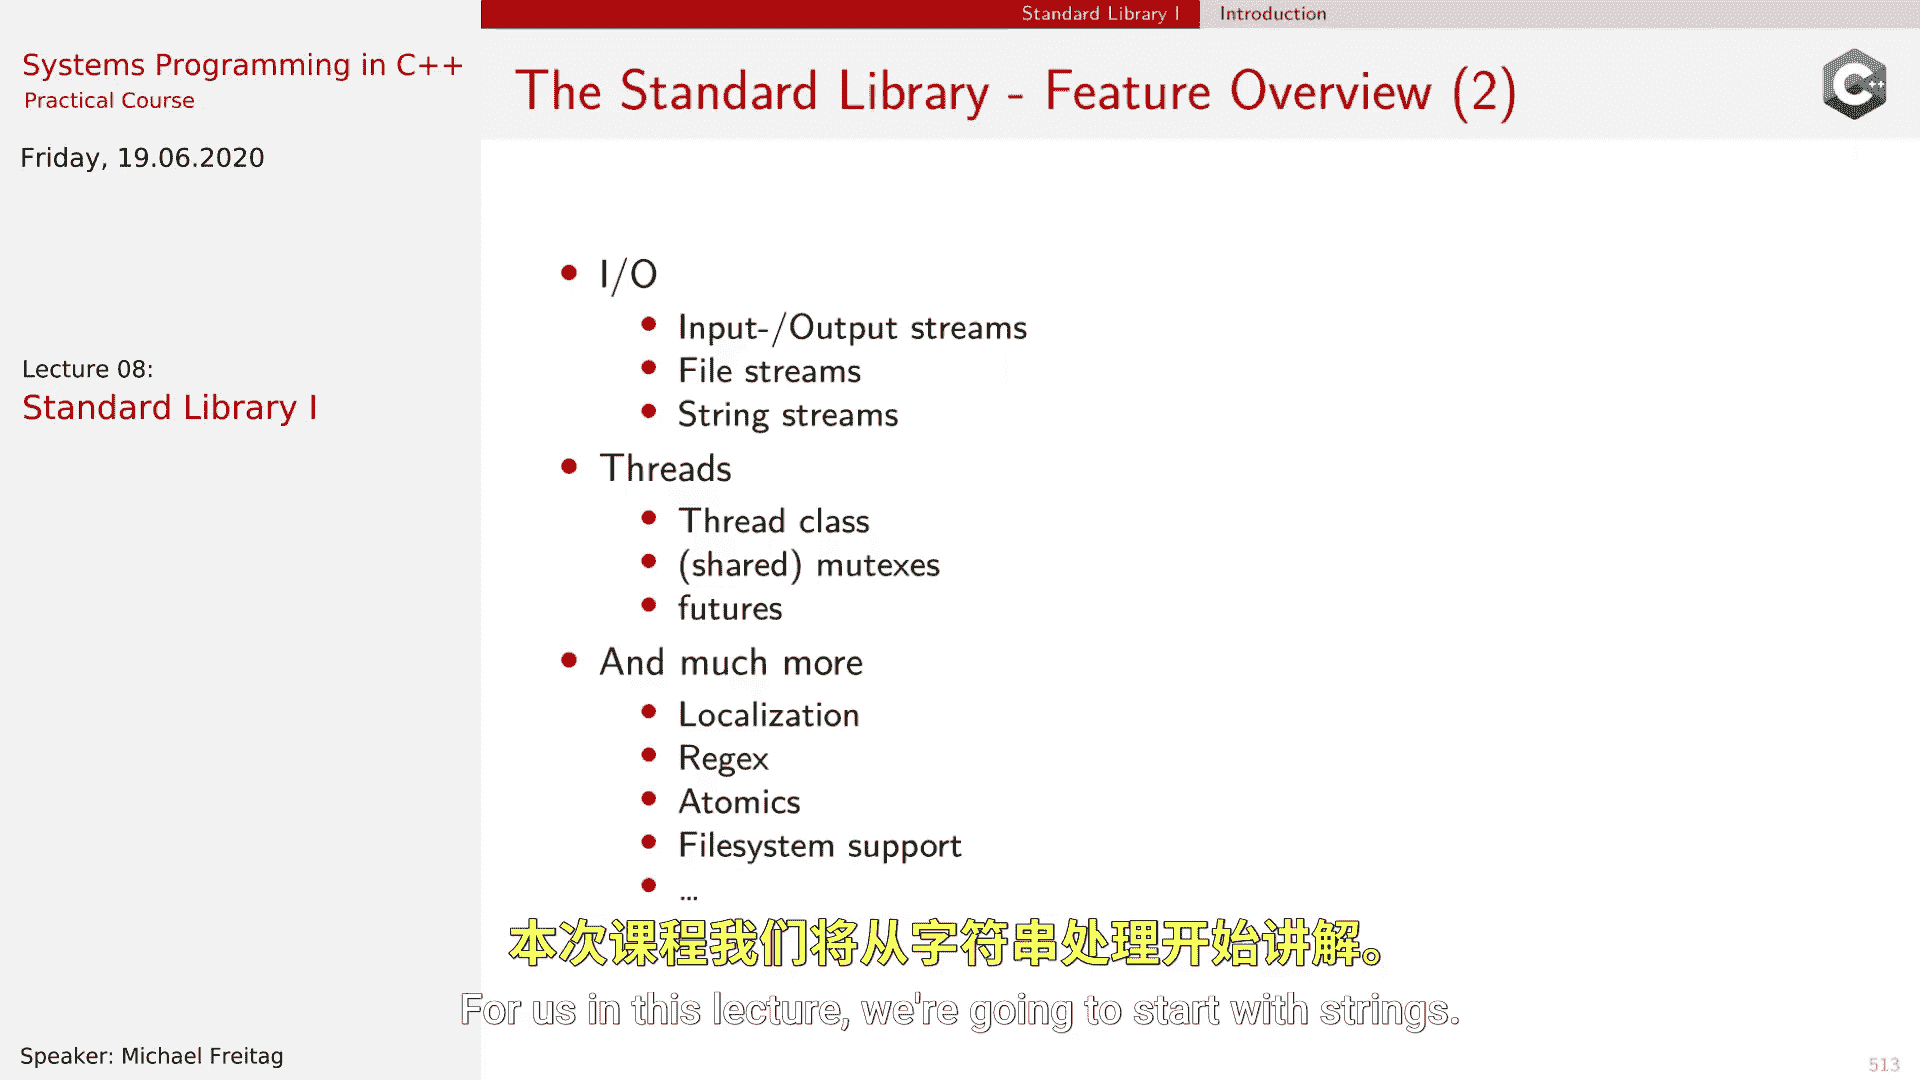 Standard Library I
Introduction
Systems Programming in C++
Practical Course
Friday, 19.06.2020
Lecture 08:
Standard Library I
Speaker: Michael Freitag
The Standard Library - Feature Overview (2)
C++
• I/O
• Input-/Output streams
• File streams
• String streams
• Threads
• Thread class
• (shared) mutexes
• futures
• And much more
• Localization
• Regex
• Atomics
• Filesystem support
• ...
本次课程我们将从字符串处理开始讲解。
For us in this lecture, we're going to start with strings.
513